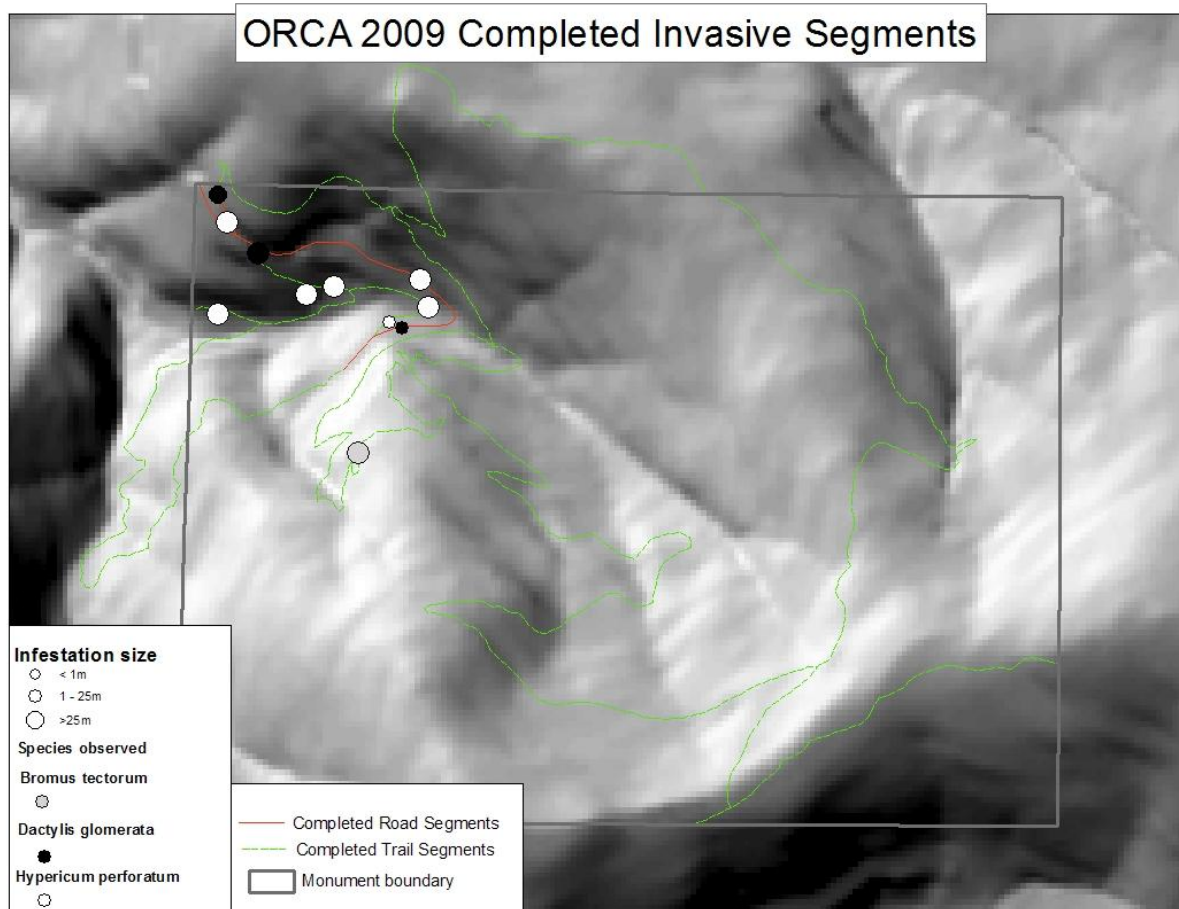 ORCA 2009 Completed Invasive Segments
Infestation size
< 1m
1 - 25m
>25m
Species observed
Bromus tectorum
Dactylis glomerata
Hypericum perforatum
Completed Road Segments
Completed Trail Segments
Monument boundary